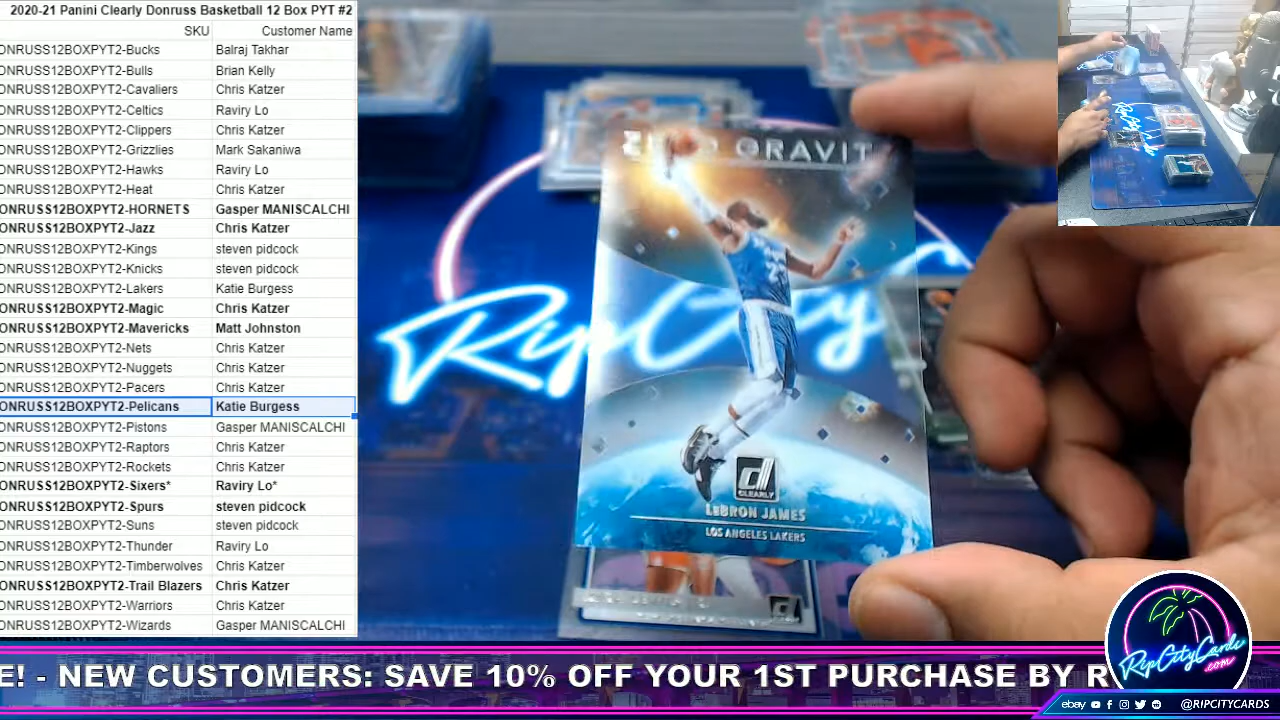 2020-21 Panini Clearly Donruss Basketball 12 Box PYT #2
SKU Customer Name
ONRUSS12BOXPYT2-Bucks Balraj Takhar
ONRUSS12BOXPYT2-Bulls Brian Kelly
ONRUSS12BOXPYT2-Cavaliers Chris Katzer
ONRUSS12BOXPYT2-Celtics Raviry Lo
ONRUSS12BOXPYT2-Clippers Chris Katzer
ONRUSS12BOXPYT2-Grizzlies Mark Sakaniwa
ONRUSS12BOXPYT2-Hawks Raviry Lo
ONRUSS12BOXPYT2-Heat Chris Katzer
ONRUSS12BOXPYT2-HORNETS Gasper MANISCALCHI
ONRUSS12BOXPYT2-Jazz Chris Katzer
ONRUSS12BOXPYT2-Kings steven pidcock
ONRUSS12BOXPYT2-Knicks steven pidcock
ONRUSS12BOXPYT2-Lakers Katie Burgess
ONRUSS12BOXPYT2-Magic Chris Katzer
ONRUSS12BOXPYT2-Mavericks Matt Johnston
ONRUSS12BOXPYT2-Nets Chris Katzer
ONRUSS12BOXPYT2-Nuggets Chris Katzer
ONRUSS12BOXPYT2-Pacers Chris Katzer
ONRUSS12BOXPYT2-Pelicans Katie Burgess
ONRUSS12BOXPYT2-Pistons Gasper MANISCALCHI
ONRUSS12BOXPYT2-Raptors Chris Katzer
ONRUSS12BOXPYT2-Rockets Chris Katzer
ONRUSS12BOXPYT2-Sixers* Raviry Lo*
ONRUSS12BOXPYT2-Spurs steven pidcock
ONRUSS12BOXPYT2-Suns steven pidcock
ONRUSS12BOXPYT2-Thunder Raviry Lo
ONRUSS12BOXPYT2-Timberwolves Chris Katzer
ONRUSS12BOXPYT2-Trail Blazers Chris Katzer
ONRUSS12BOXPYT2-Warriors Chris Katzer
ONRUSS12BOXPYT2-Wizards Gasper MANISCALCHI
GRAVIT
RipCity
d
CLEARLY
LeBRON JAMES
LOS ANGELES LAKERS
E! - NEW CUSTOMERS: SAVE 10% OFF YOUR 1ST PURCHASE BY R
RipCityCards
.com
ebay @RIPCITYCARDS